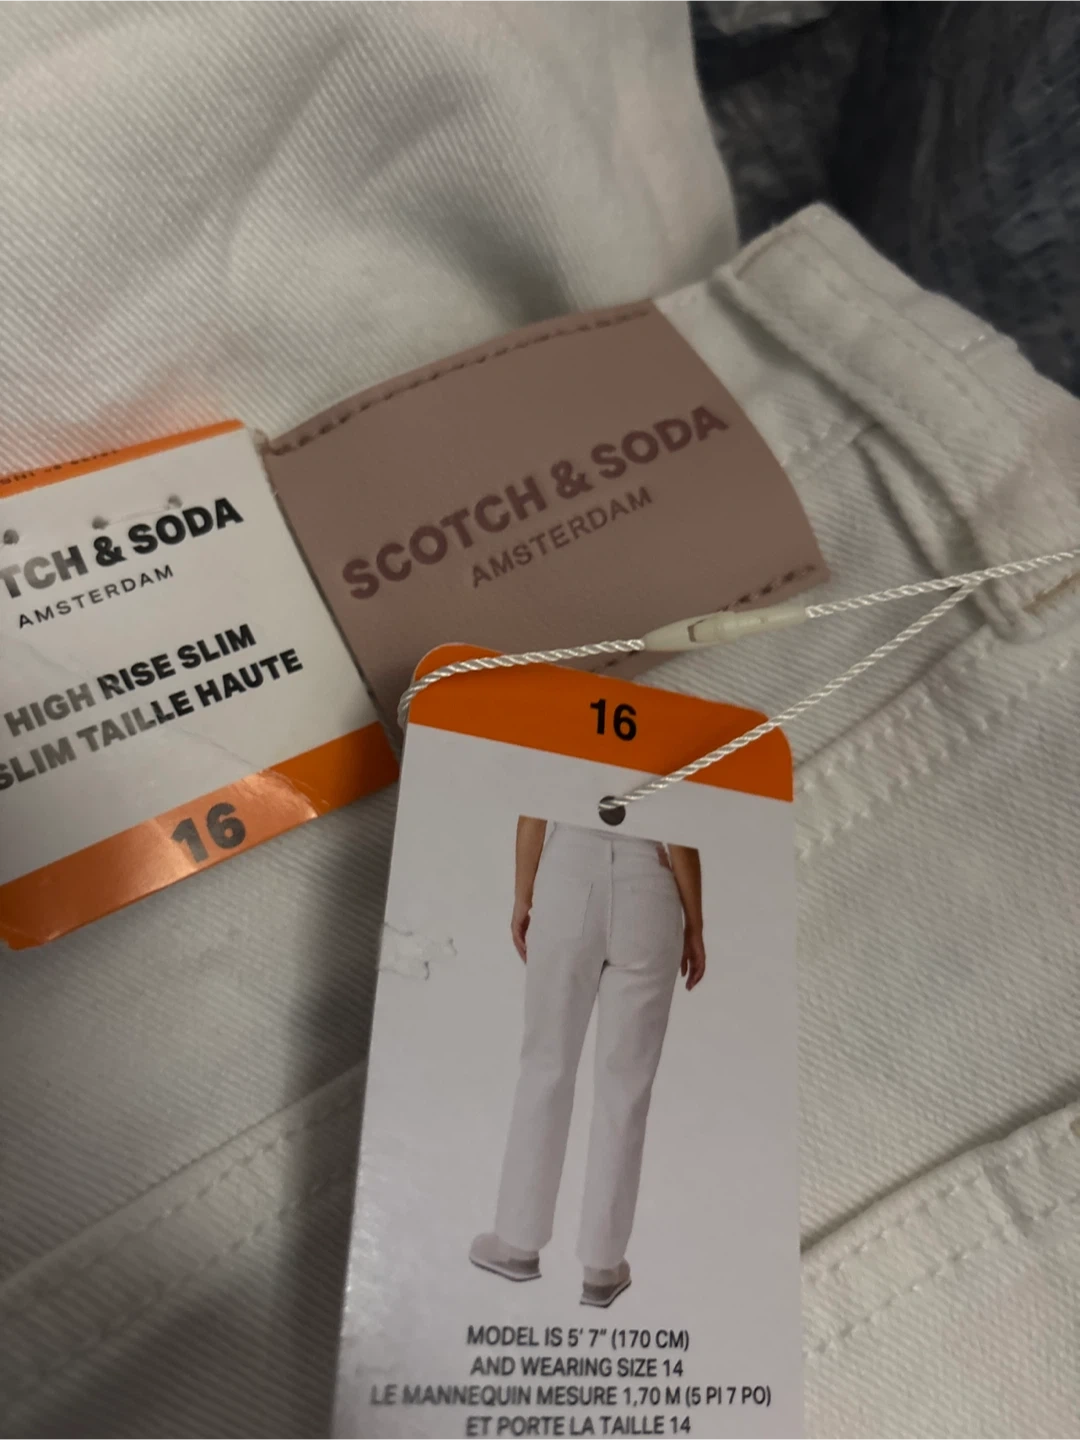 TCH & SODA
AMSTERDAM
HIGH RISE SLIM
SLIM TAILLE HAUTE
16
SCOTCH & SODA
AMSTERDAM
16
MODEL IS 5' 7" (170 CM)
AND WEARING SIZE 14
LE MANNEQUIN MESURE 1,70 M (5 PI 7 PO)
ET PORTE LA TAILLE 14